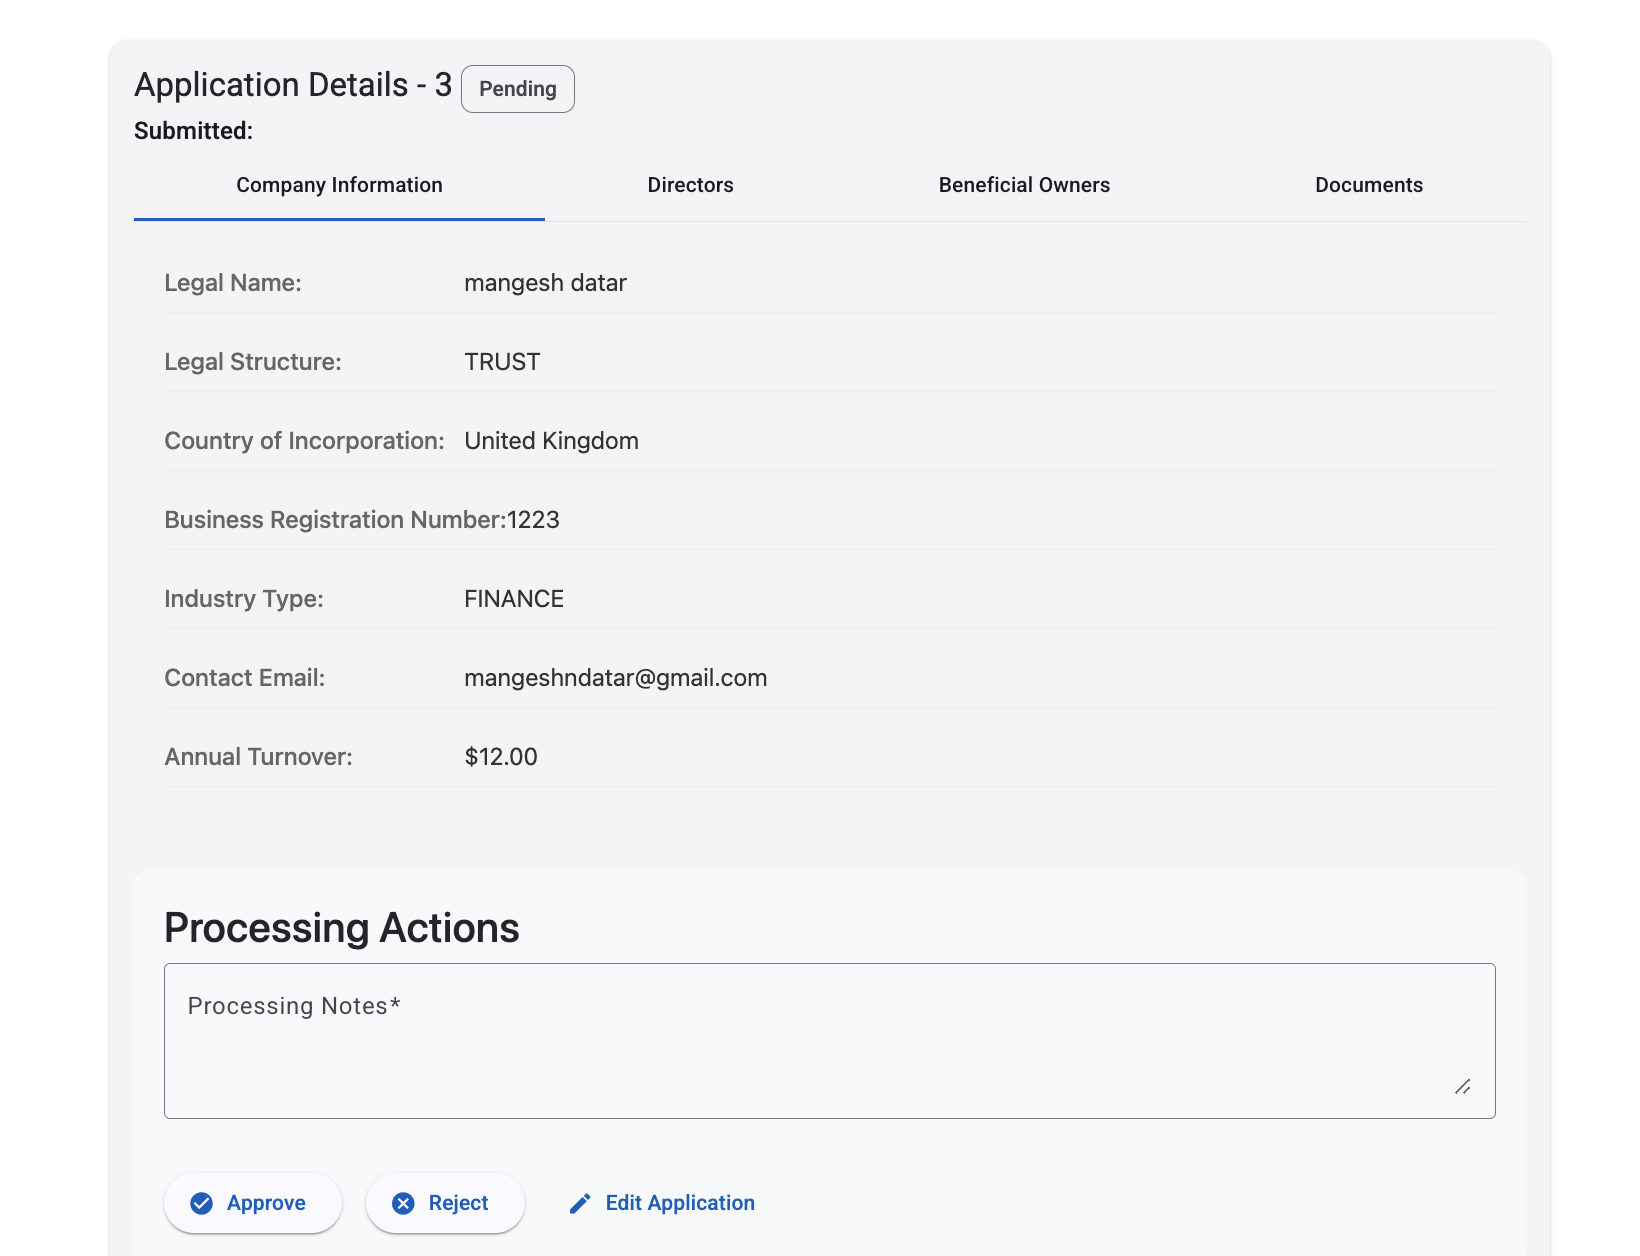 Application Details - 3 Pending
Submitted:
Company Information Directors Beneficial Owners Documents
Legal Name: mangesh datar
Legal Structure: TRUST
Country of Incorporation: United Kingdom
Business Registration Number:1223
Industry Type: FINANCE
Contact Email: mangeshndatar@gmail.com
Annual Turnover: $12.00
Processing Actions
Processing Notes*
Approve Reject Edit Application